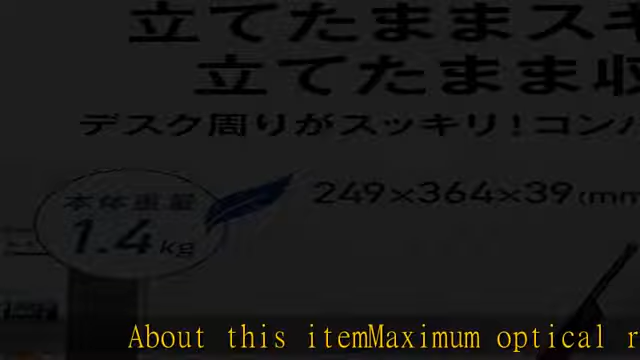 立てたままスキ
立てたまま収
デスク周りがスッキリ!コンパ
249×364×39(mm
本体重量
1.4kg
About this itemMaximum optical r